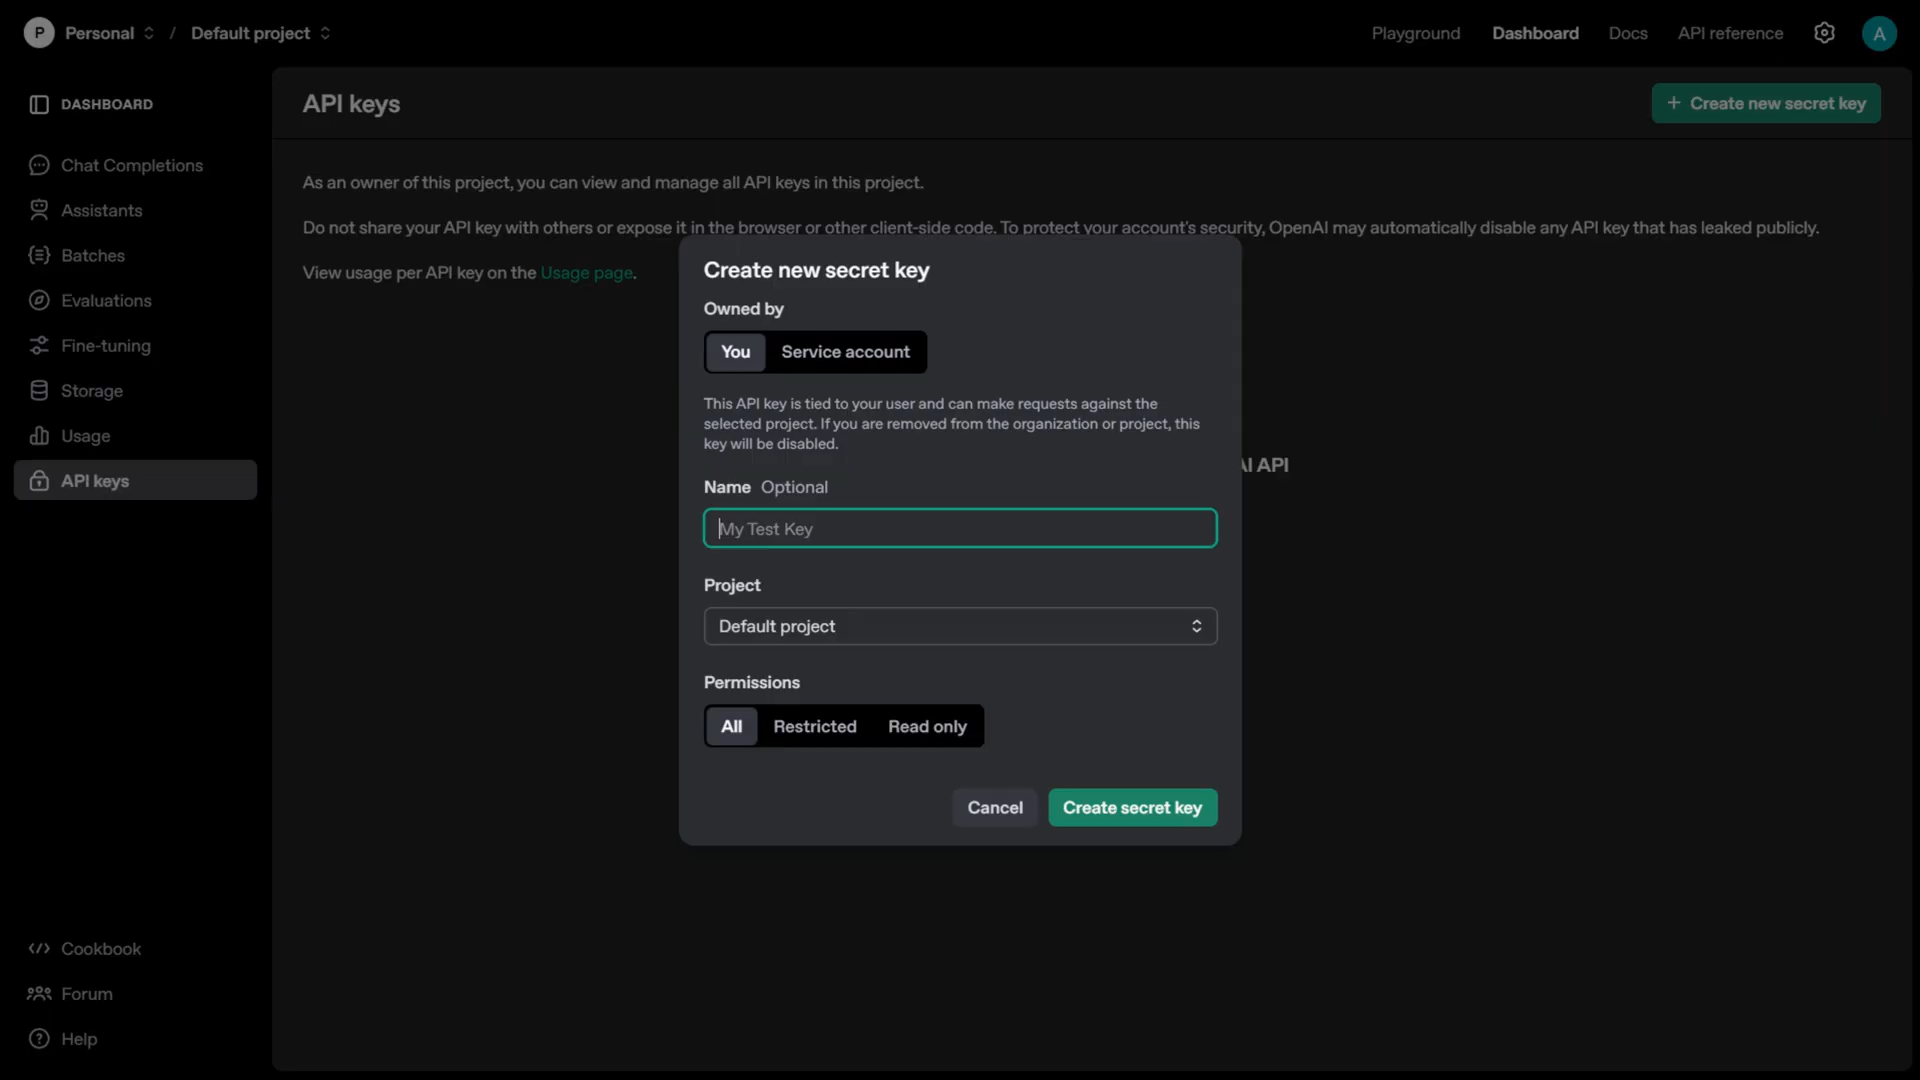 P Personal / Default project
Playground Dashboard Docs API reference A
DASHBOARD
Chat Completions
Assistants
Batches
Evaluations
Fine-tuning
Storage
Usage
API keys
Cookbook
Forum
Help
API keys
+ Create new secret key
As an owner of this project, you can view and manage all API keys in this project.
Do not share your API key with others or expose it in the browser or other client-side code. To protect your account's security, OpenAI may automatically disable any API key that has leaked publicly.
View usage per API key on the Usage page.
AI API
Create new secret key
Owned by
You Service account
This API key is tied to your user and can make requests against the
selected project. If you are removed from the organization or project, this
key will be disabled.
Name Optional
My Test Key
Project
Default project
Permissions
All Restricted Read only
Cancel Create secret key